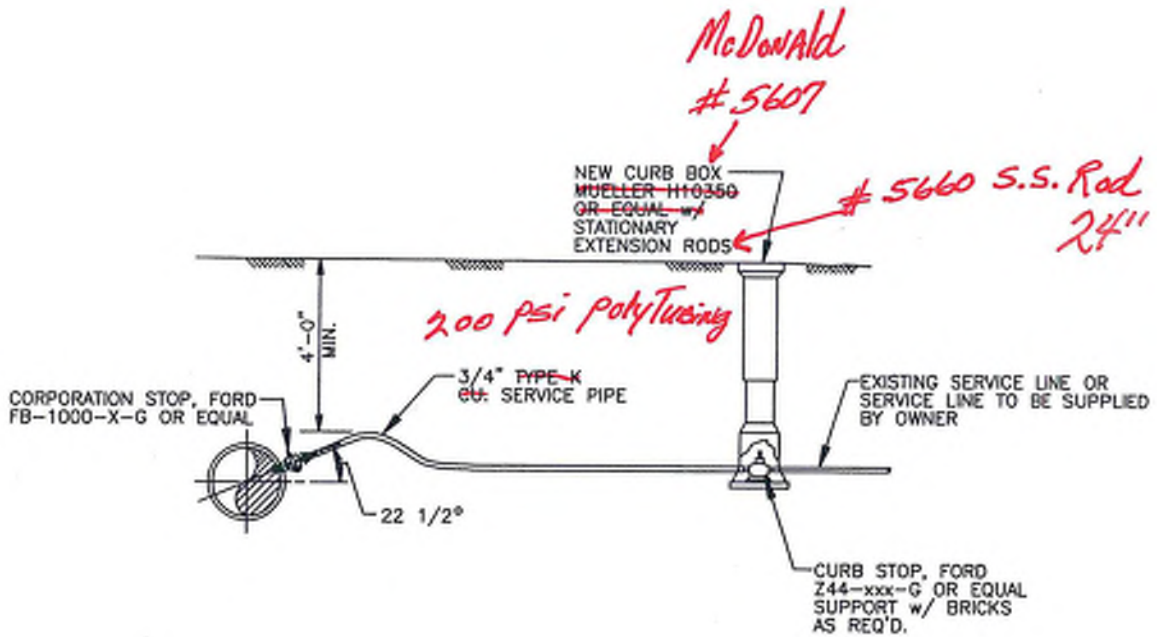 McDonald
# 5607
NEW CURB BOX
MUELLER H10350
OR EQUAL w/
STATIONARY
EXTENSION RODS
# 5660 S.S. Rod
24"
4'-0"
MIN.
200 psi polyTubing
3/4" TYPE K
CU. SERVICE PIPE
CORPORATION STOP, FORD
FB-1000-X-G OR EQUAL
EXISTING SERVICE LINE OR
SERVICE LINE TO BE SUPPLIED
BY OWNER
22 1/2°
CURB STOP, FORD
Z44-xxx-G OR EQUAL
SUPPORT w/ BRICKS
AS REQ'D.